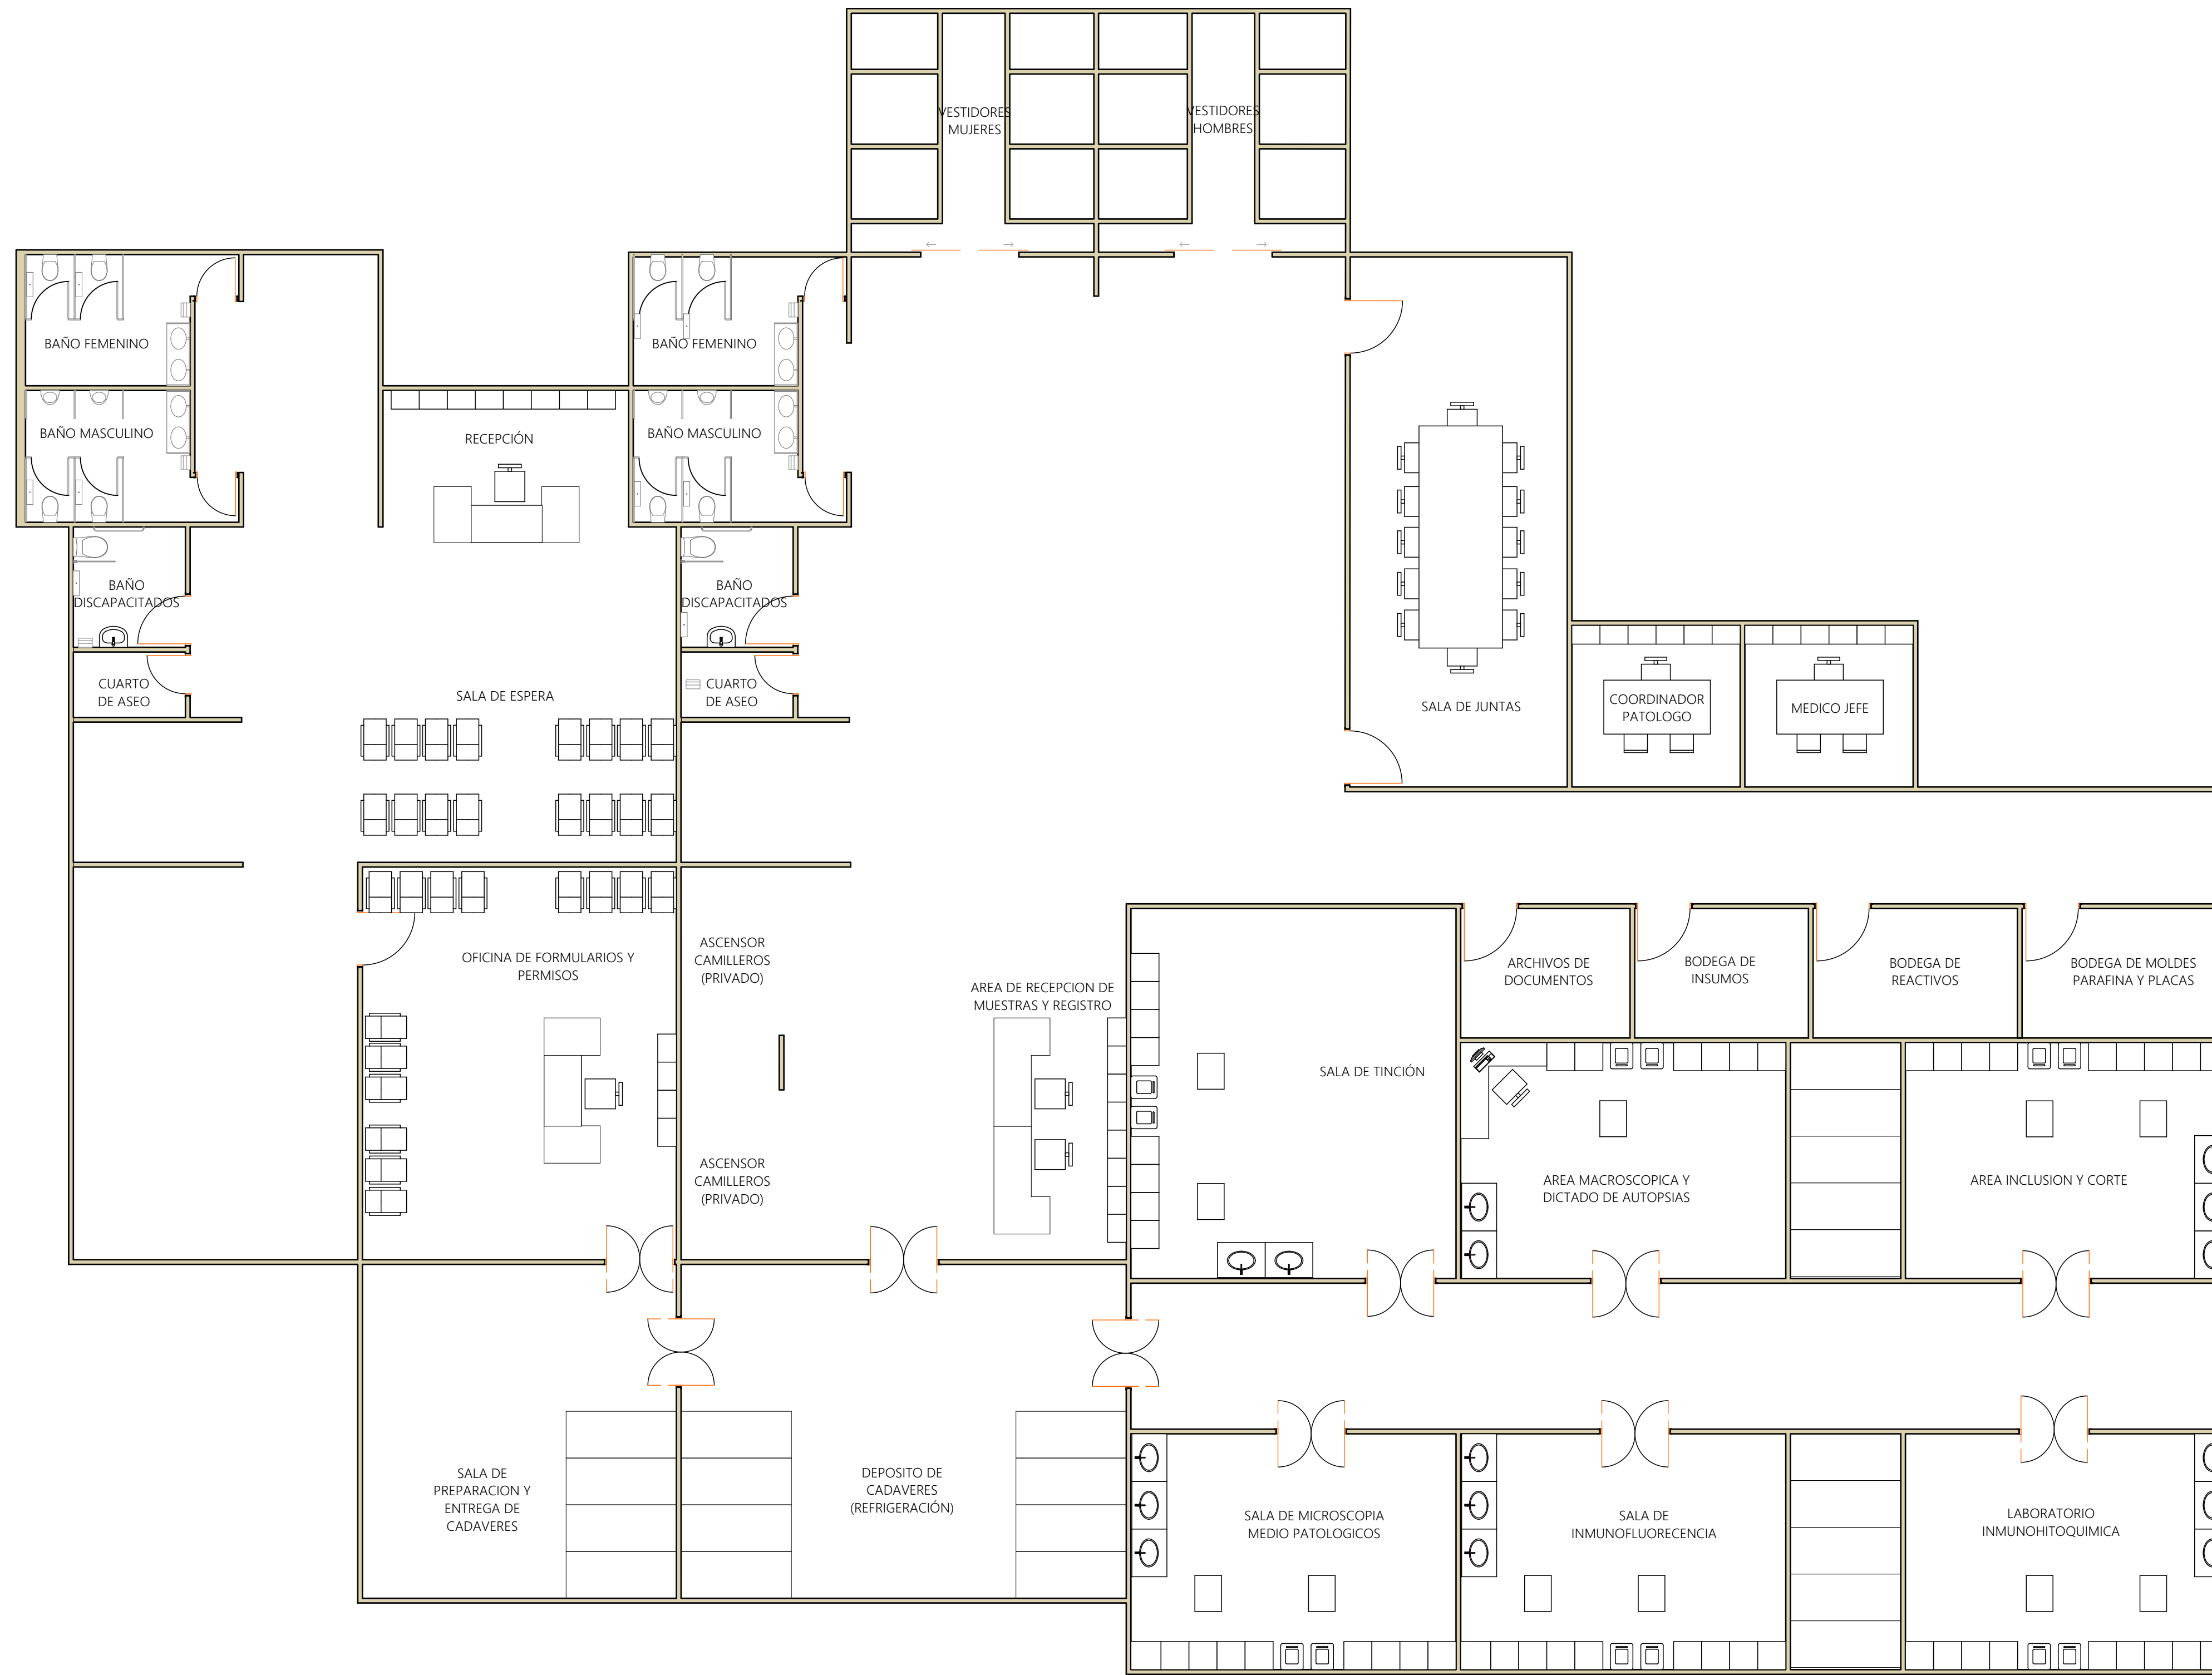 VESTIDORES
MUJERES
VESTIDORES
HOMBRES
BAÑO FEMENINO
BAÑO FEMENINO
BAÑO MASCULINO
RECEPCIÓN
BAÑO MASCULINO
BAÑO
DISCAPACITADOS
BAÑO
DISCAPACITADOS
CUARTO
DE ASEO
SALA DE ESPERA
CUARTO
DE ASEO
SALA DE JUNTAS
COORDINADOR
PATOLOGO
MEDICO JEFE
OFICINA DE FORMULARIOS Y
PERMISOS
ASCENSOR
CAMILLEROS
(PRIVADO)
AREA DE RECEPCION DE
MUESTRAS Y REGISTRO
ARCHIVOS DE
DOCUMENTOS
BODEGA DE
INSUMOS
BODEGA DE
REACTIVOS
BODEGA DE MOLDES
PARAFINA Y PLACAS
SALA DE TINCIÓN
ASCENSOR
CAMILLEROS
(PRIVADO)
AREA MACROSCOPICA Y
DICTADO DE AUTOPSIAS
AREA INCLUSION Y CORTE
SALA DE
PREPARACION Y
ENTREGA DE
CADAVERES
DEPOSITO DE
CADAVERES
(REFRIGERACIÓN)
SALA DE MICROSCOPIA
MEDIO PATOLOGICOS
SALA DE
INMUNOFLUORECENCIA
LABORATORIO
INMUNOHITOQUIMICA